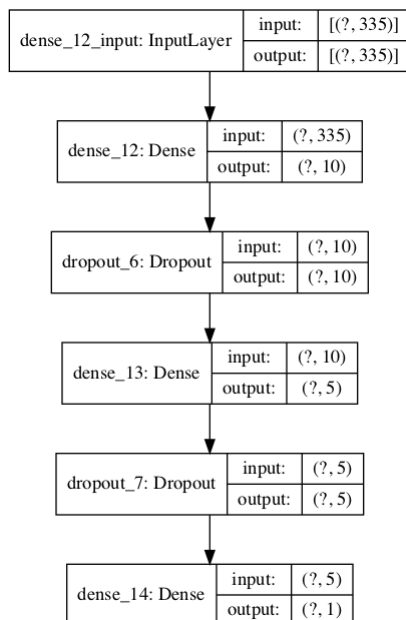 dense_12_input: InputLayer
input: [(?, 335)]
output: [(?, 335)]
dense_12: Dense
input: (?, 335)
output: (?, 10)
dropout_6: Dropout
input: (?, 10)
output: (?, 10)
dense_13: Dense
input: (?, 10)
output: (?, 5)
dropout_7: Dropout
input: (?, 5)
output: (?, 5)
dense_14: Dense
input: (?, 5)
output: (?, 1)